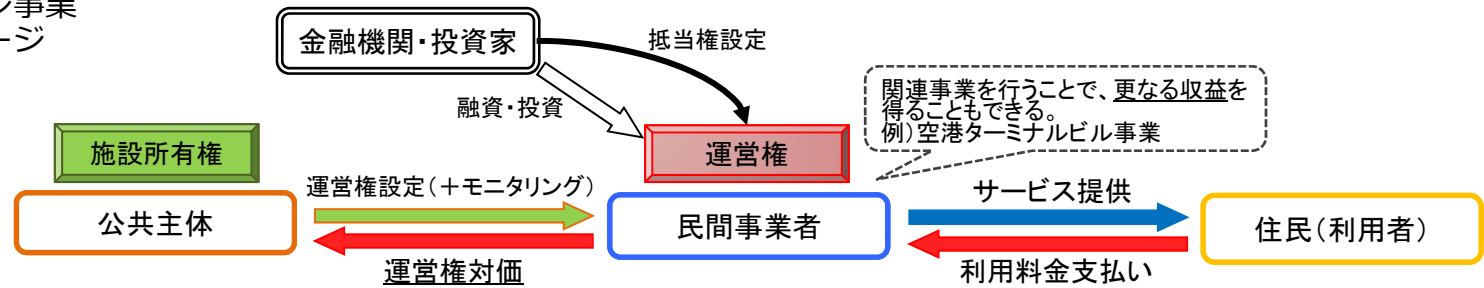 ン事業
ージ
金融機関・投資家
抵当権設定
融資・投資
関連事業を行うことで、更なる収益を
得ることもできる。
例)空港ターミナルビル事業
施設所有権
運営権
運営権設定(+モニタリング)
サービス提供
公共主体
民間事業者
住民(利用者)
運営権対価
利用料金支払い